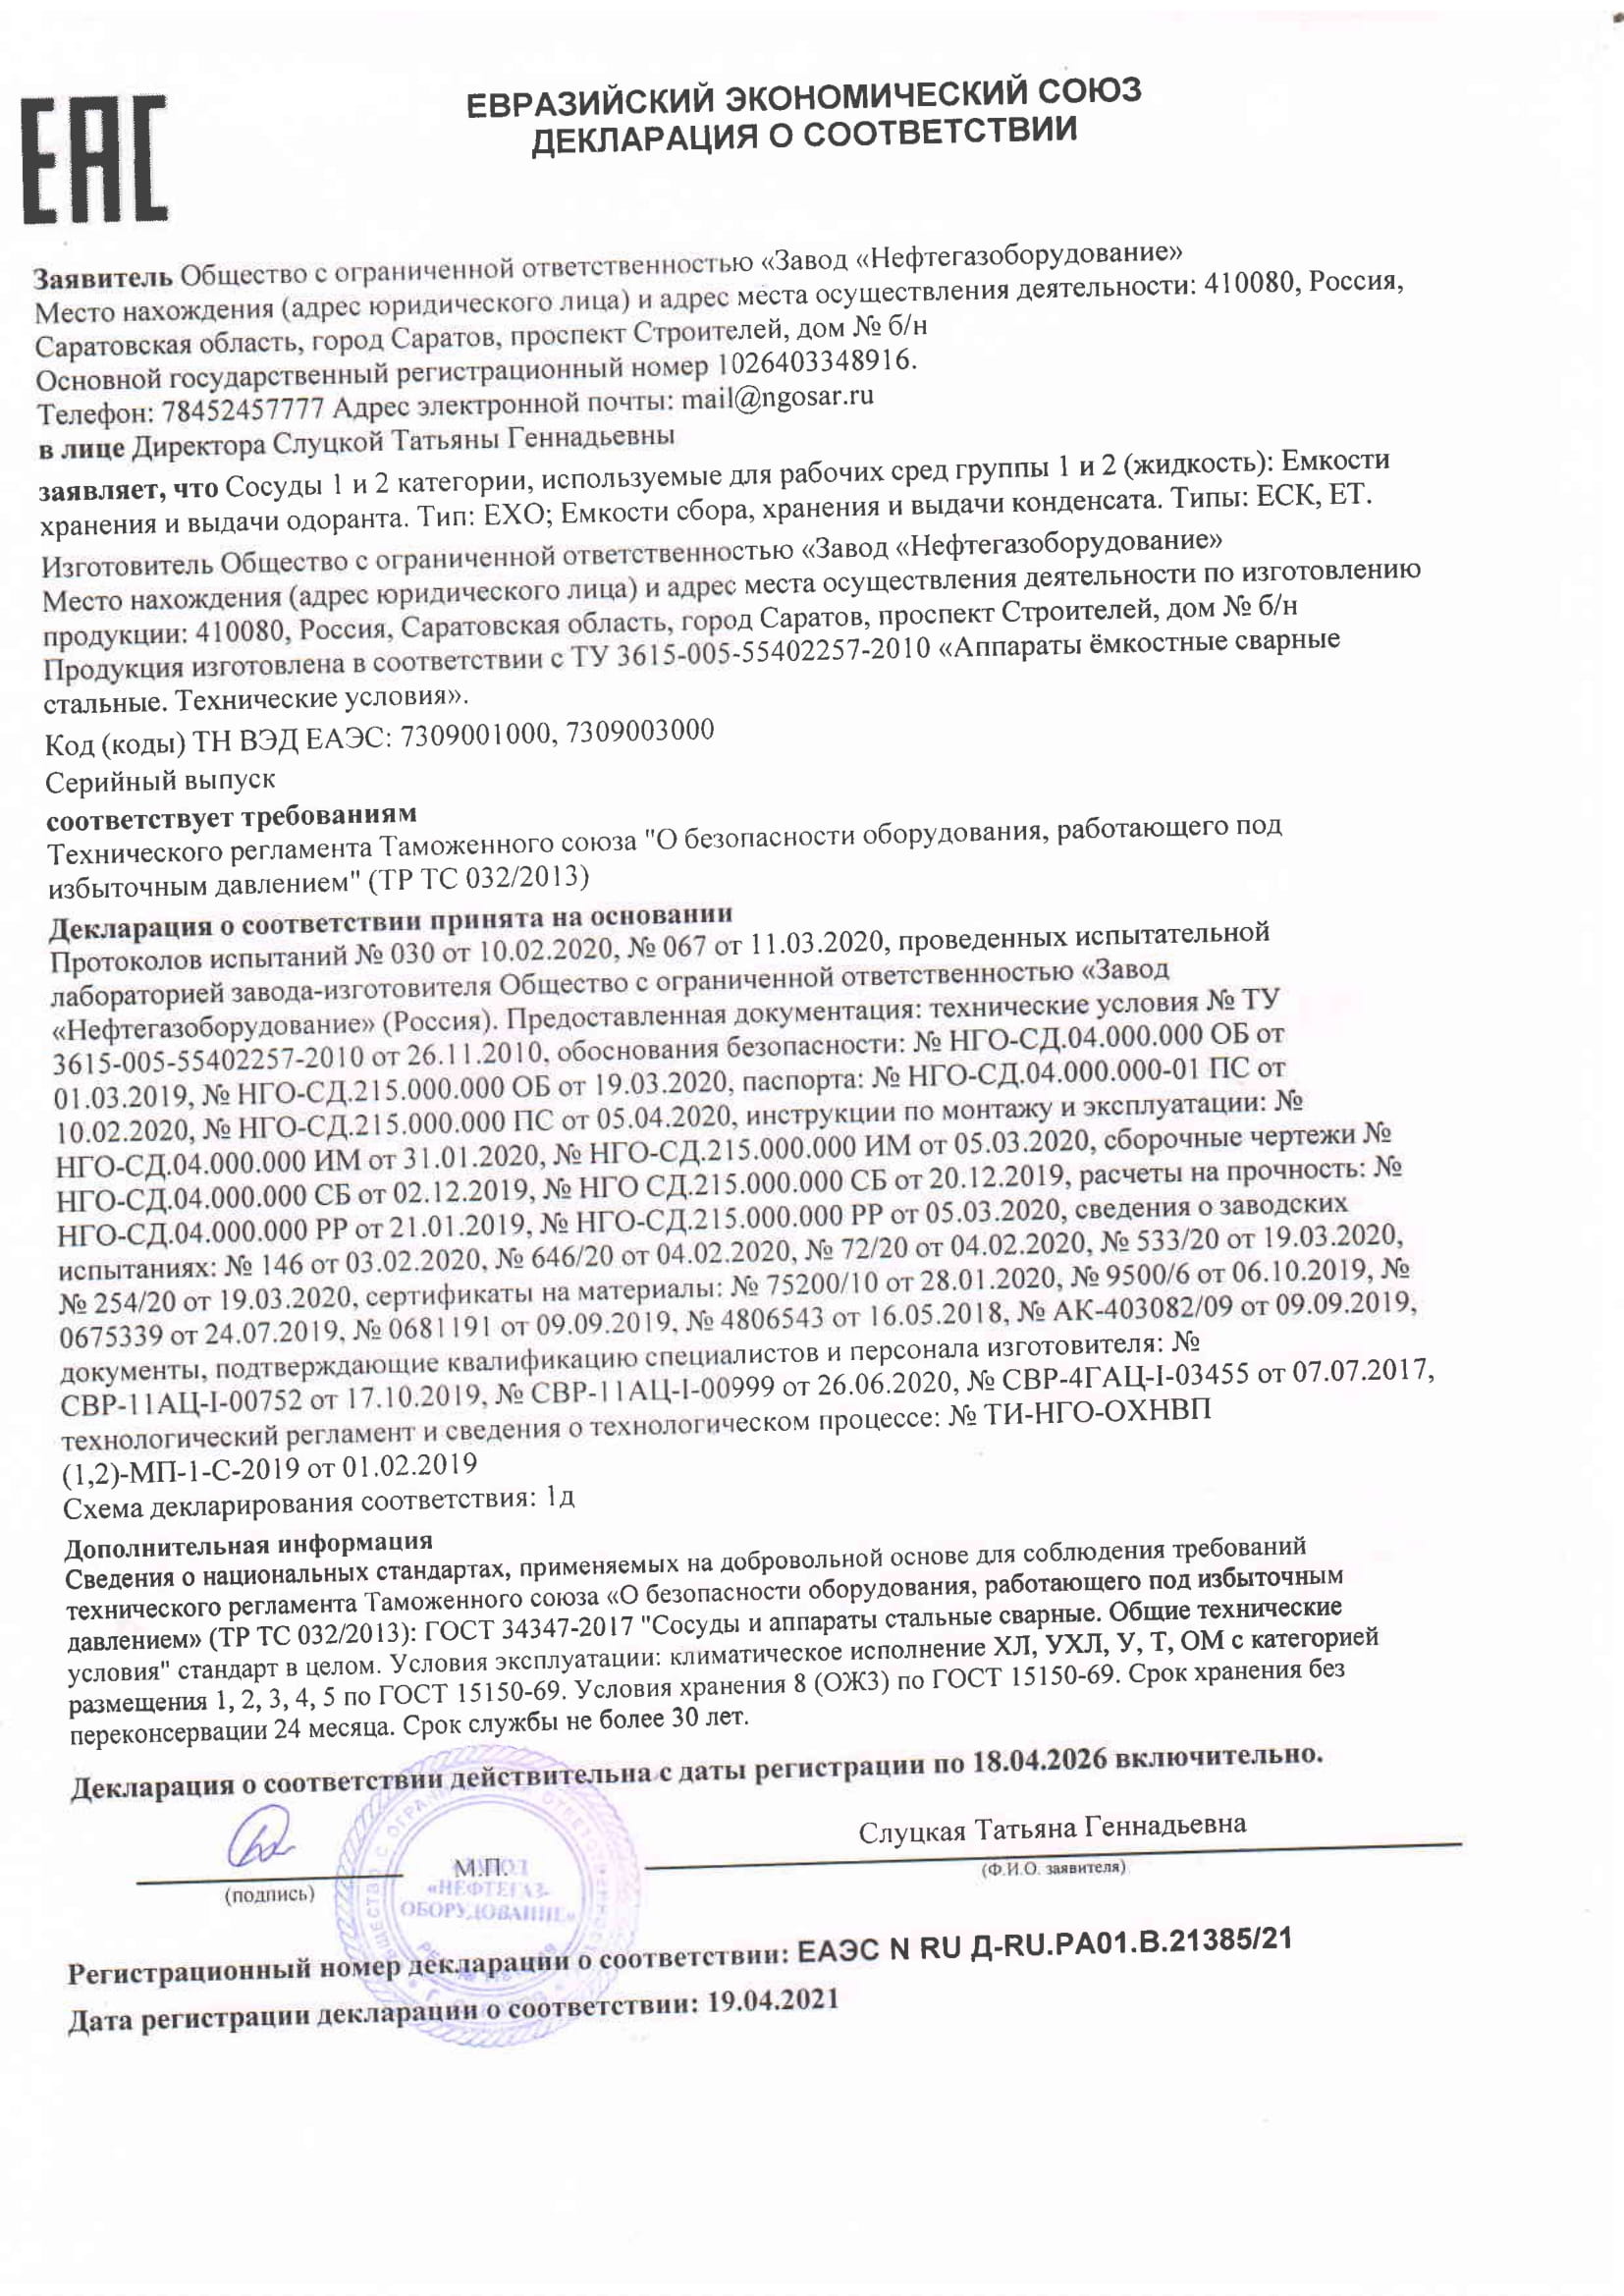 EAC
ЕВРАЗИЙСКИЙ ЭКОНОМИЧЕСКИЙ СОЮЗ
ДЕКЛАРАЦИЯ О СООТВЕТСТВИИ
Заявитель Общество с ограниченной ответственностью «Завод «Нефтегазоборудование»
Место нахождения (адрес юридического лица) и адрес места осуществления деятельности: 410080, Россия,
Саратовская область, город Саратов, проспект Строителей, дом № б/н
Основной государственный регистрационный номер 1026403348916.
Телефон: 78452457777 Адрес электронной почты: mail@ngosar.ru
в лице Директора Слуцкой Татьяны Геннадьевны
заявляет, что Сосуды 1 и 2 категории, используемые для рабочих сред группы 1 и 2 (жидкость): Емкости
хранения и выдачи одоранта. Тип: ЕХО; Емкости сбора, хранения и выдачи конденсата. Типы: ЕСК, ЕТ.
Изготовитель Общество с ограниченной ответственностью «Завод «Нефтегазоборудование»
Место нахождения (адрес юридического лица) и адрес места осуществления деятельности по изготовлению
продукции: 410080, Россия, Саратовская область, город Саратов, проспект Строителей, дом № б/н
Продукция изготовлена в соответствии с ТУ 3615-005-55402257-2010 «Аппараты ёмкостные сварные
стальные. Технические условия».
Код (коды) ТН ВЭД ЕАЭС: 7309001000, 7309003000
Серийный выпуск
соответствует требованиям
Технического регламента Таможенного союза "О безопасности оборудования, работающего под
избыточным давлением" (ТР ТС 032/2013)
Декларация о соответствии принята на основании
Протоколов испытаний № 030 от 10.02.2020, № 067 от 11.03.2020, проведенных испытательной
лабораторией завода-изготовителя Общество с ограниченной ответственностью «Завод
«Нефтегазоборудование» (Россия). Предоставленная документация: технические условия № ТУ
3615-005-55402257-2010 от 26.11.2010, обоснования безопасности: № НГО-СД.04.000.000 ОБ от
01.03.2019, № НГО-СД.215.000.000 ОБ от 19.03.2020, паспорта: № НГО-СД.04.000.000-01 ПС от
10.02.2020, № НГО-СД.215.000.000 ПС от 05.04.2020, инструкции по монтажу и эксплуатации: №
НГО-СД.04.000.000 ИМ от 31.01.2020, № НГО-СД.215.000.000 ИМ от 05.03.2020, сборочные чертежи №
НГО-СД.04.000.000 СБ от 02.12.2019, № НГО СД.215.000.000 СБ от 20.12.2019, расчеты на прочность: №
НГО-СД.04.000.000 РР от 21.01.2019, № НГО-СД.215.000.000 РР от 05.03.2020, сведения о заводских
испытаниях: № 146 от 03.02.2020, № 646/20 от 04.02.2020, № 72/20 от 04.02.2020, № 533/20 от 19.03.2020,
№ 254/20 от 19.03.2020, сертификаты на материалы: № 75200/10 от 28.01.2020, № 9500/6 от 06.10.2019, №
0675339 от 24.07.2019, № 0681191 от 09.09.2019, № 4806543 от 16.05.2018, № АК-403082/09 от 09.09.2019,
документы, подтверждающие квалификацию специалистов и персонала изготовителя: №
СВР-11АЦ-I-00752 от 17.10.2019, № СВР-11АЦ-I-00999 от 26.06.2020, № СВР-4ГАЦ-I-03455 от 07.07.2017,
технологический регламент и сведения о технологическом процессе: № ТИ-НГО-ОХНВП
(1,2)-МП-1-С-2019 от 01.02.2019
Схема декларирования соответствия: 1д
Дополнительная информация
Сведения о национальных стандартах, применяемых на добровольной основе для соблюдения требований
технического регламента Таможенного союза «О безопасности оборудования, работающего под избыточным
давлением» (ТР ТС 032/2013): ГОСТ 34347-2017 "Сосуды и аппараты стальные сварные. Общие технические
условия" стандарт в целом. Условия эксплуатации: климатическое исполнение ХЛ, УХЛ, У, Т, ОМ с категорией
размещения 1, 2, 3, 4, 5 по ГОСТ 15150-69. Условия хранения 8 (ОЖ3) по ГОСТ 15150-69. Срок хранения без
переконсервации 24 месяца. Срок службы не более 30 лет.
Декларация о соответствии действительна с даты регистрации по 18.04.2026 включительно.
Слуцкая Татьяна Геннадьевна
М.П.
(подпись)
(Ф.И.О. заявителя)
«НЕФТЕГАЗ-
ОБОРУДОВАНИЕ»
Регистрационный номер декларации о соответствии: ЕАЭС N RU Д-RU.РА01.В.21385/21
Дата регистрации декларации о соответствии: 19.04.2021